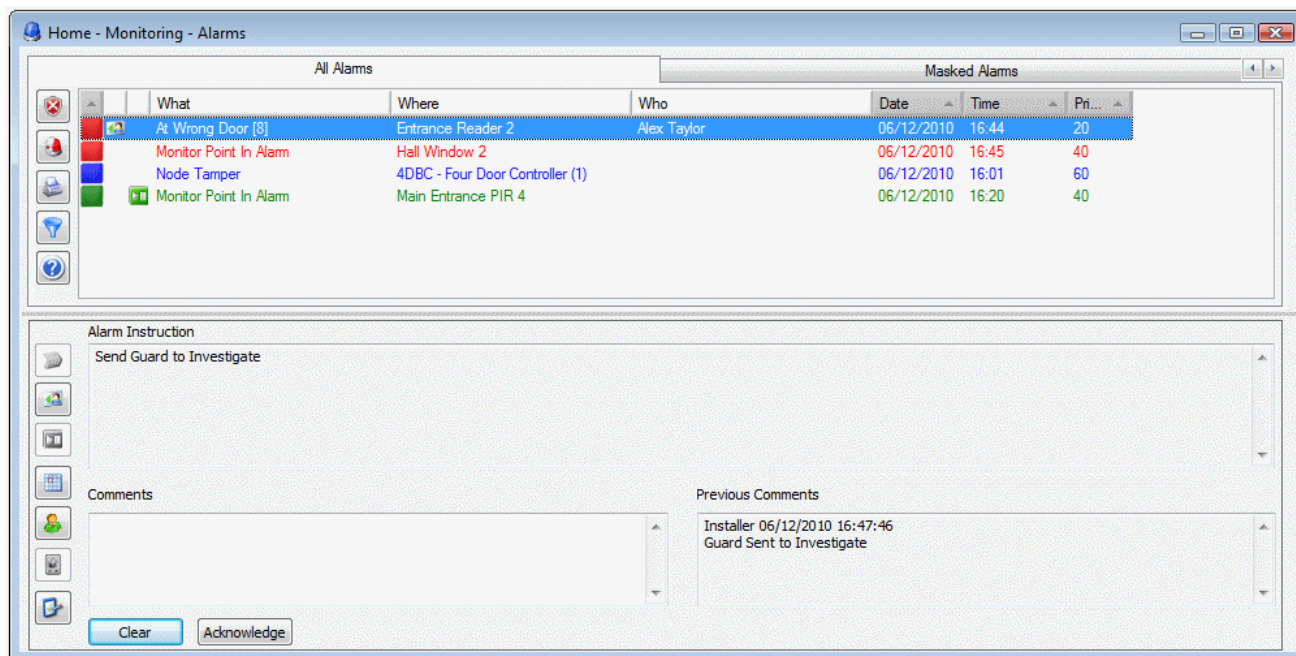 Home - Monitoring - Alarms
All Alarms Masked Alarms
What Where Who Date Time Pri...
At Wrong Door [8] Entrance Reader 2 Alex Taylor 06/12/2010 16:44 20
Monitor Point In Alarm Hall Window 2 06/12/2010 16:45 40
Node Tamper 4DBC - Four Door Controller (1) 06/12/2010 16:01 60
Monitor Point In Alarm Main Entrance PIR 4 06/12/2010 16:20 40
Alarm Instruction
Send Guard to Investigate
Comments Previous Comments
Installer 06/12/2010 16:47:46
Guard Sent to Investigate
Clear Acknowledge